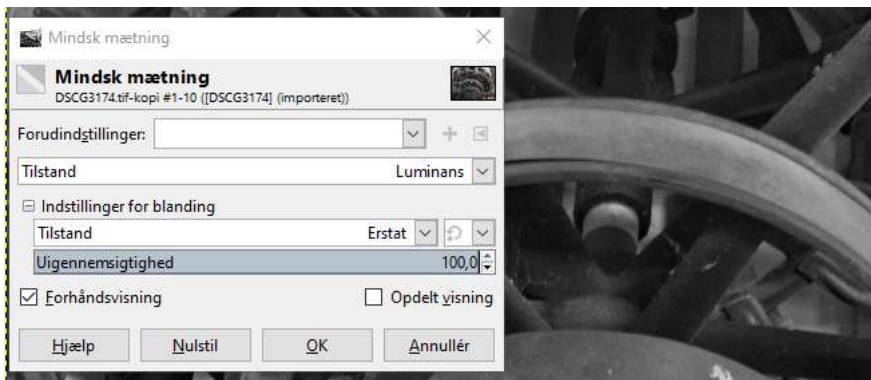 Mindsk mætning
Mindsk mætning
DSCG3174.tif-kopi #1-10 ([DSCG3174] (importeret))
Forudindstillinger:
Tilstand Luminans
Indstillinger for blanding
Tilstand Erstat
Uigennemsigtighed 100,0
Forhåndsvisning Opdelt visning
Hjælp Nulstil OK Annullér